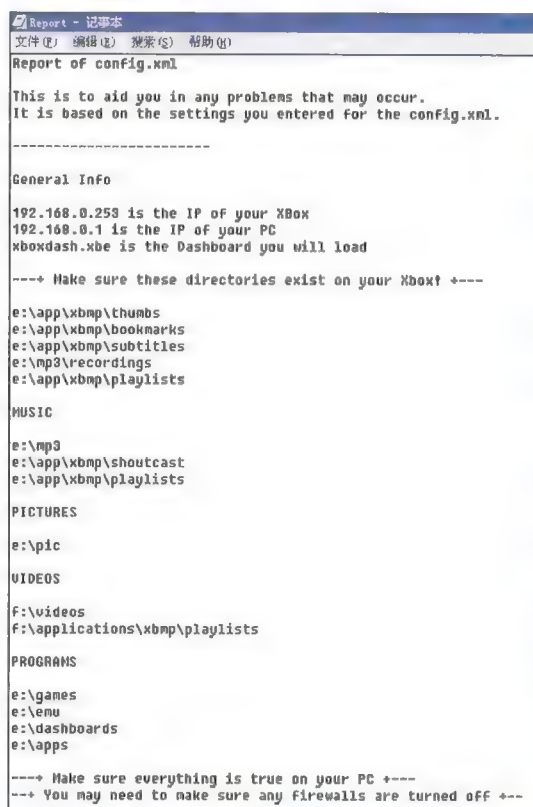 Report - 记事本
文件(F) 编辑(E) 搜索(S) 帮助(H)
Report of config.xml
This is to aid you in any problems that may occur.
It is based on the settings you entered for the config.xml.
------------------------
General Info
192.168.0.253 is the IP of your XBox
192.168.0.1 is the IP of your PC
xboxdash.xbe is the Dashboard you will load
---+ Make sure these directories exist on your Xbox! +---
e:\app\xbmp\thumbs
e:\app\xbmp\bookmarks
e:\app\xbmp\subtitles
e:\mp3\recordings
e:\app\xbmp\playlists
MUSIC
e:\mp3
e:\app\xbmp\shoutcast
e:\app\xbmp\playlists
PICTURES
e:\pic
VIDEOS
f:\videos
f:\applications\xbmp\playlists
PROGRAMS
e:\games
e:\emu
e:\dashboards
e:\apps
---+ Make sure everything is true on your PC +---
--+ You may need to make sure any firewalls are turned off +--